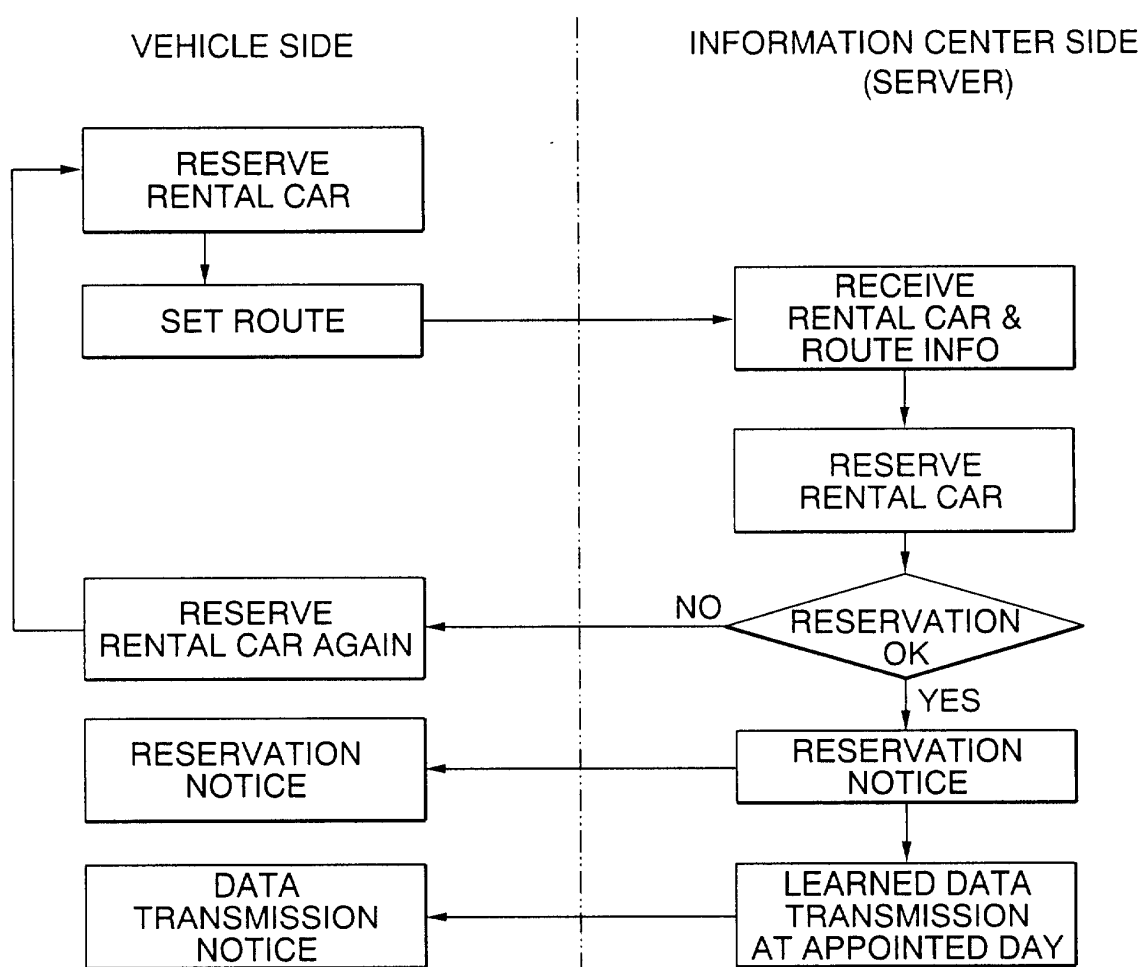 VEHICLE SIDE
INFORMATION CENTER SIDE
(SERVER)
RESERVE
RENTAL CAR
SET ROUTE
RECEIVE
RENTAL CAR &
ROUTE INFO
RESERVE
RENTAL CAR
RESERVATION
OK
NO
YES
RESERVE
RENTAL CAR AGAIN
RESERVATION
NOTICE
RESERVATION
NOTICE
LEARNED DATA
TRANSMISSION
AT APPOINTED DAY
DATA
TRANSMISSION
NOTICE